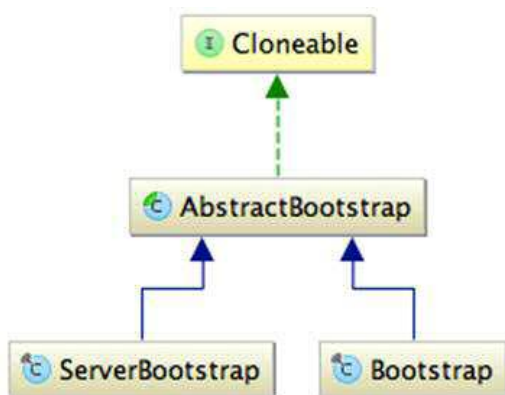 I Cloneable
C AbstractBootstrap
C ServerBootstrap
C Bootstrap